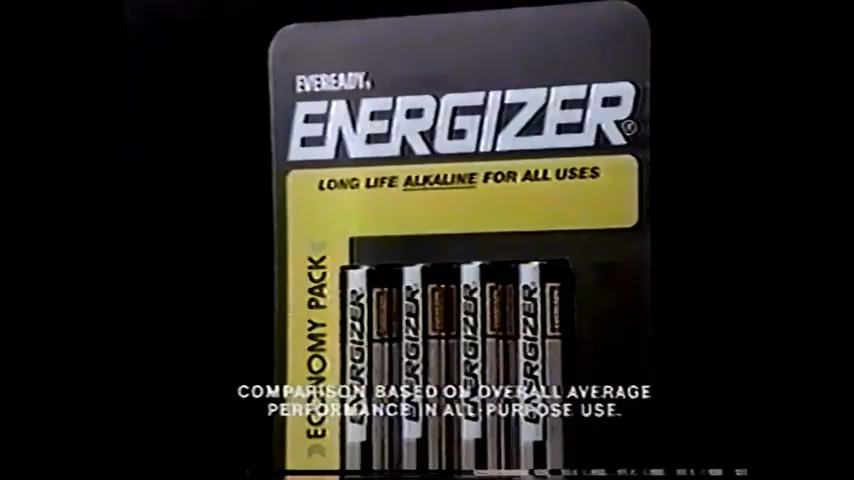 EVEREADY
ENERGIZER®
LONG LIFE ALKALINE FOR ALL USES
ECONOMY PACK
ENERGIZER
ENERGIZER
ENERGIZER
ENERGIZER
COMPARISON BASED ON OVERALL AVERAGE
PERFORMANCE IN ALL-PURPOSE USE.